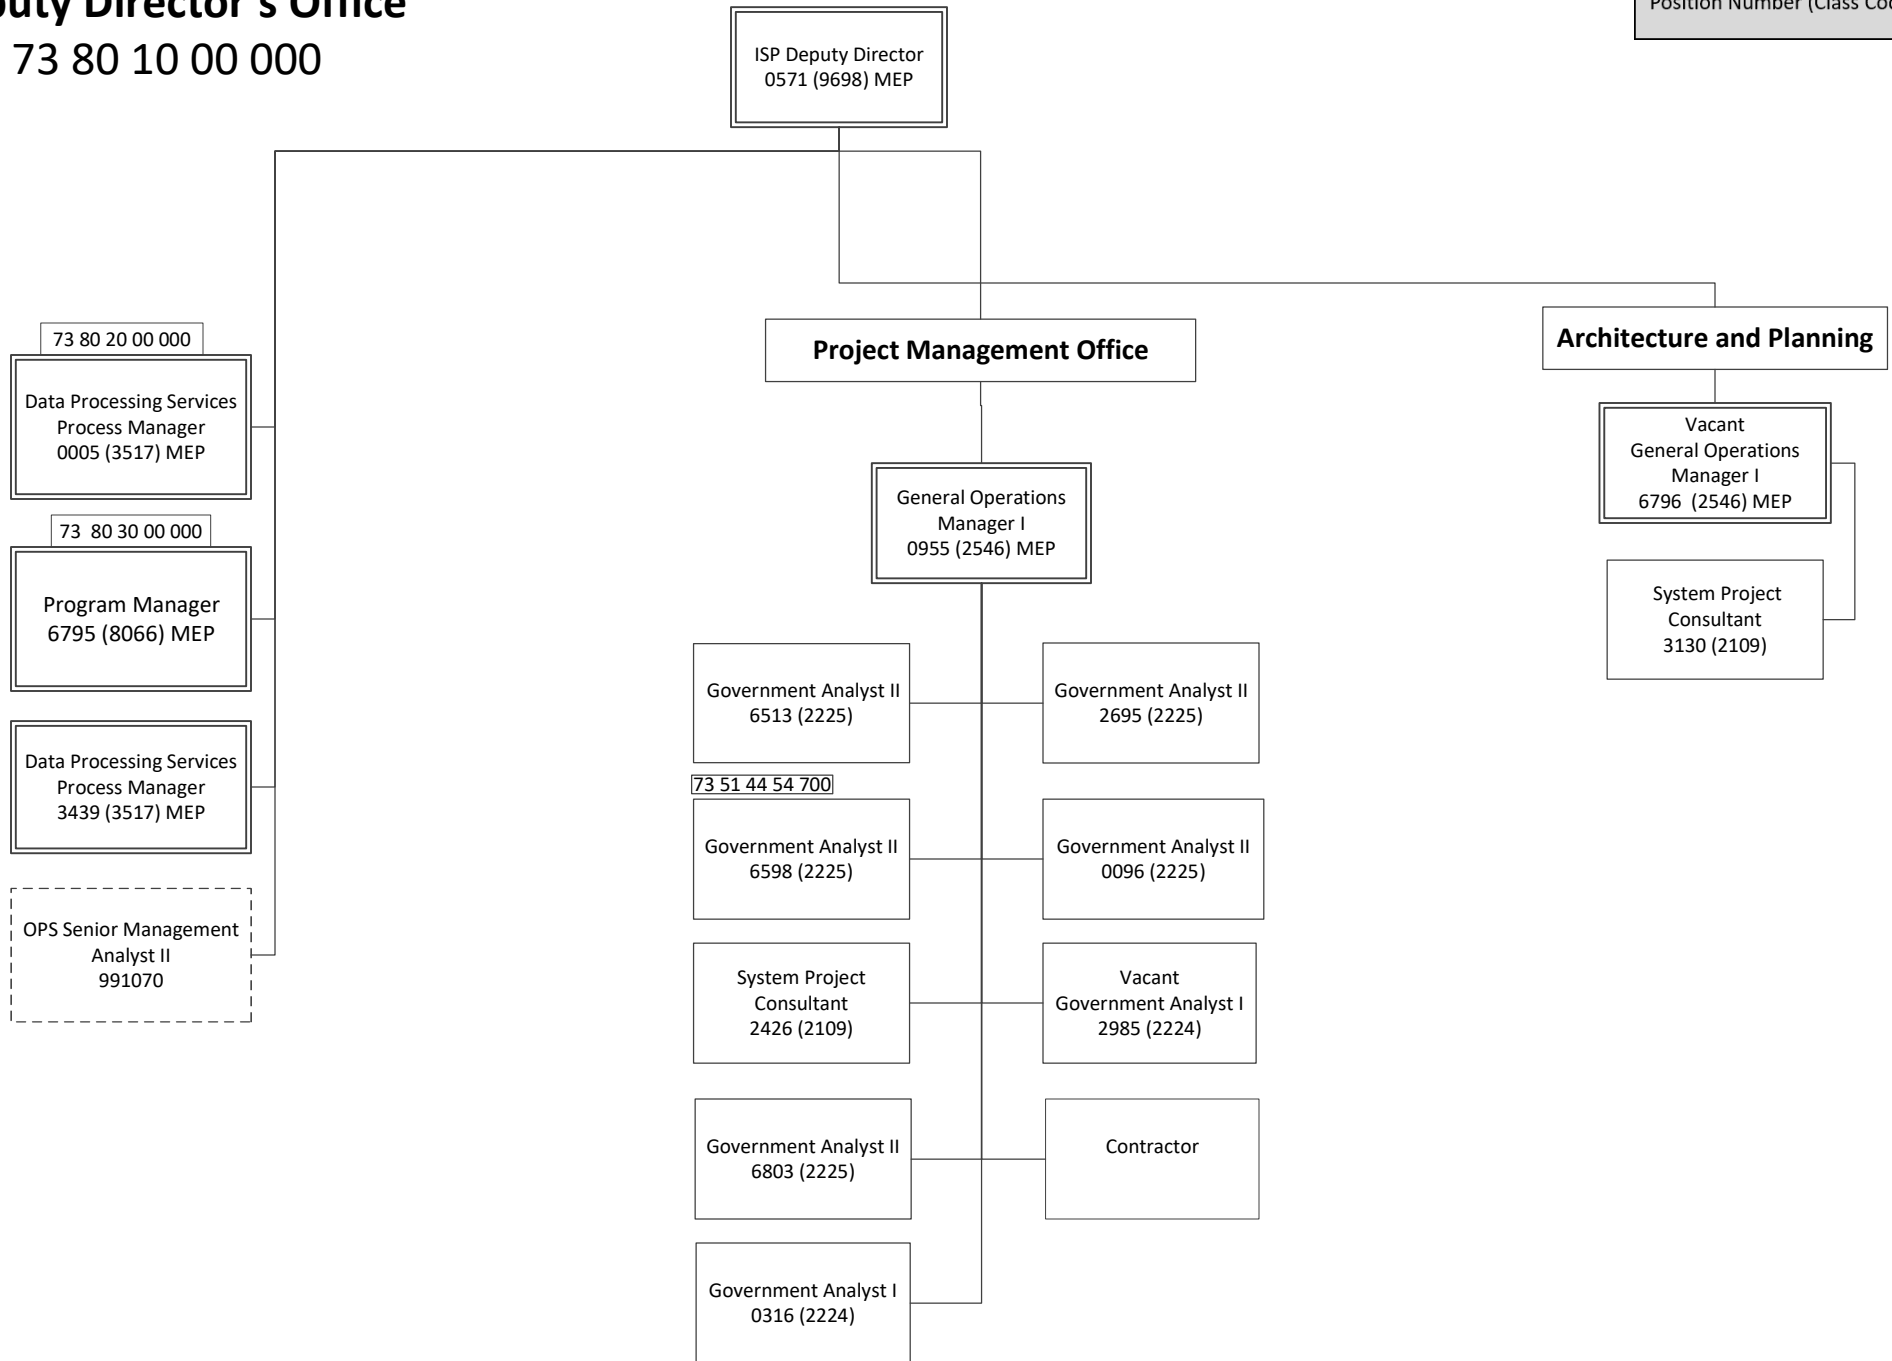 Director's Office
73 80 10 00 000
Position Number (Class
ISP Deputy Director
0571 (9698) MEP
73 80 20 00 000
Data Processing Services
Process Manager
0005 (3517) MEP
73  80 30 00 000
Program Manager
6795 (8066) MEP
Data Processing Services
Process Manager
3439 (3517) MEP
OPS Senior Management
Analyst II
991070
Project Management Office
General Operations
Manager I
0955 (2546) MEP
Government Analyst II
6513 (2225)
Government Analyst II
2695 (2225)
73 51 44 54 700
Government Analyst II
6598 (2225)
Government Analyst II
0096 (2225)
System Project
Consultant
2426 (2109)
Vacant
Government Analyst I
2985 (2224)
Government Analyst II
6803 (2225)
Contractor
Government Analyst I
0316 (2224)
Architecture and Planning
Vacant
General Operations
Manager I
6796  (2546) MEP
System Project
Consultant
3130 (2109)